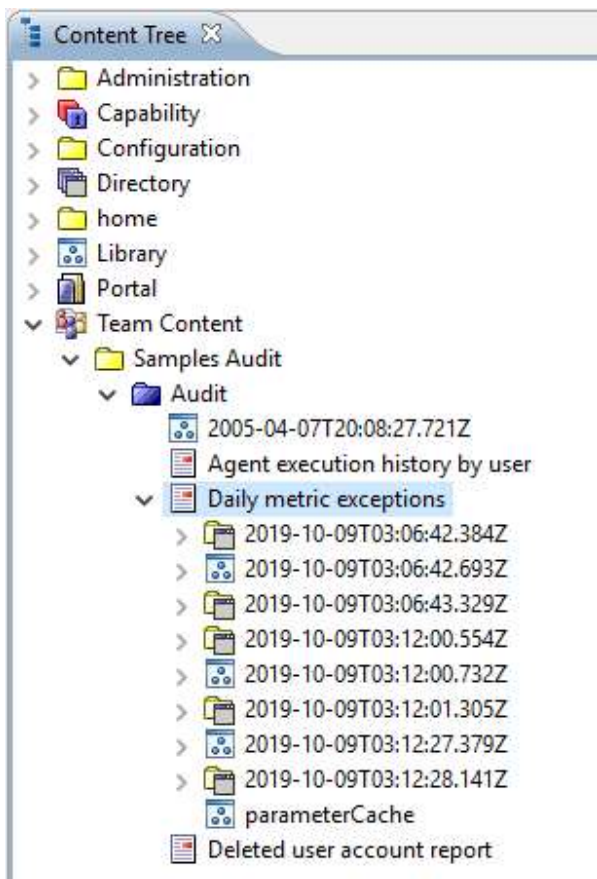 Content Tree
Administration
Capability
Configuration
Directory
home
Library
Portal
Team Content
Samples Audit
Audit
2005-04-07T20:08:27.721Z
Agent execution history by user
Daily metric exceptions
2019-10-09T03:06:42.384Z
2019-10-09T03:06:42.693Z
2019-10-09T03:06:43.329Z
2019-10-09T03:12:00.554Z
2019-10-09T03:12:00.732Z
2019-10-09T03:12:01.305Z
2019-10-09T03:12:27.379Z
2019-10-09T03:12:28.141Z
parameterCache
Deleted user account report